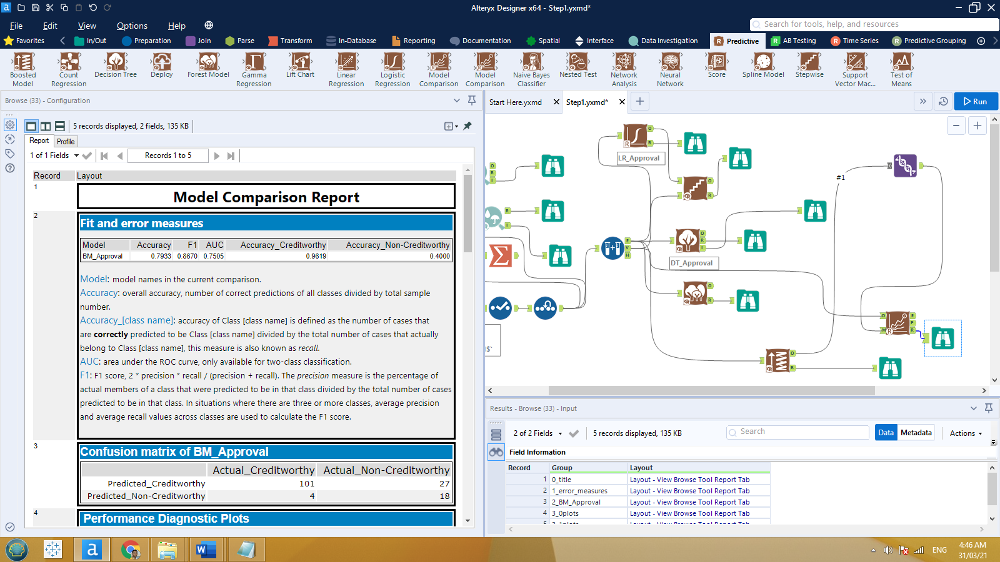 Alteryx Designer x64 - Step1.yxmd*
File Edit View Options Help
Search for tools, help, and resources
Favorites In/Out Preparation Join Parse Transform In-Database Reporting Documentation Spatial Interface Data Investigation Predictive AB Testing Time Series Predictive Grouping
Boosted Model
Count Regression
Decision Tree
Deploy
Forest Model
Gamma Regression
Lift Chart
Linear Regression
Logistic Regression
Model Comparison
Model Comparison
Naive Bayes Classifier
Nested Test
Network Analysis
Neural Network
Score
Spline Model
Stepwise
Support Vector Mac...
Test of Means
Browse (33) - Configuration
5 records displayed, 2 fields, 135 KB
Report Profile
1 of 1 Fields Records 1 to 5
Record Layout
1
Model Comparison Report
2
Fit and error measures
Model Accuracy F1 AUC Accuracy_Creditworthy Accuracy_Non-Creditworthy
BM_Approval 0.7933 0.8670 0.7505 0.9619 0.4000
Model: model names in the current comparison.
Accuracy: overall accuracy, number of correct predictions of all classes divided by total sample
number.
Accuracy_[class name]: accuracy of Class [class name] is defined as the number of cases that
are correctly predicted to be Class [class name] divided by the total number of cases that actually
belong to Class [class name], this measure is also known as recall.
AUC: area under the ROC curve, only available for two-class classification.
F1: F1 score, 2 * precision * recall / (precision + recall). The precision measure is the percentage of
actual members of a class that were predicted to be in that class divided by the total number of cases
predicted to be in that class. In situations where there are three or more classes, average precision
and average recall values across classes are used to calculate the F1 score.
3
Confusion matrix of BM_Approval
Actual_Creditworthy Actual_Non-Creditworthy
Predicted_Creditworthy 101 27
Predicted_Non-Creditworthy 4 18
4
Performance Diagnostic Plots
Start Here.yxmd
Step1.yxmd*
Run
LR_Approval
#1
DT_Approval
$`
Results - Browse (33) - Input
2 of 2 Fields 5 records displayed, 135 KB Search Data Metadata Actions
Field Information
Record Group Layout
1 0_title Layout - View Browse Tool Report Tab
2 1_error_measures Layout - View Browse Tool Report Tab
3 2_BM_Approval Layout - View Browse Tool Report Tab
4 3_0plots Layout - View Browse Tool Report Tab
5 3_1plots Layout - View Browse Tool Report Tab
ENG
4:46 AM
31/03/21